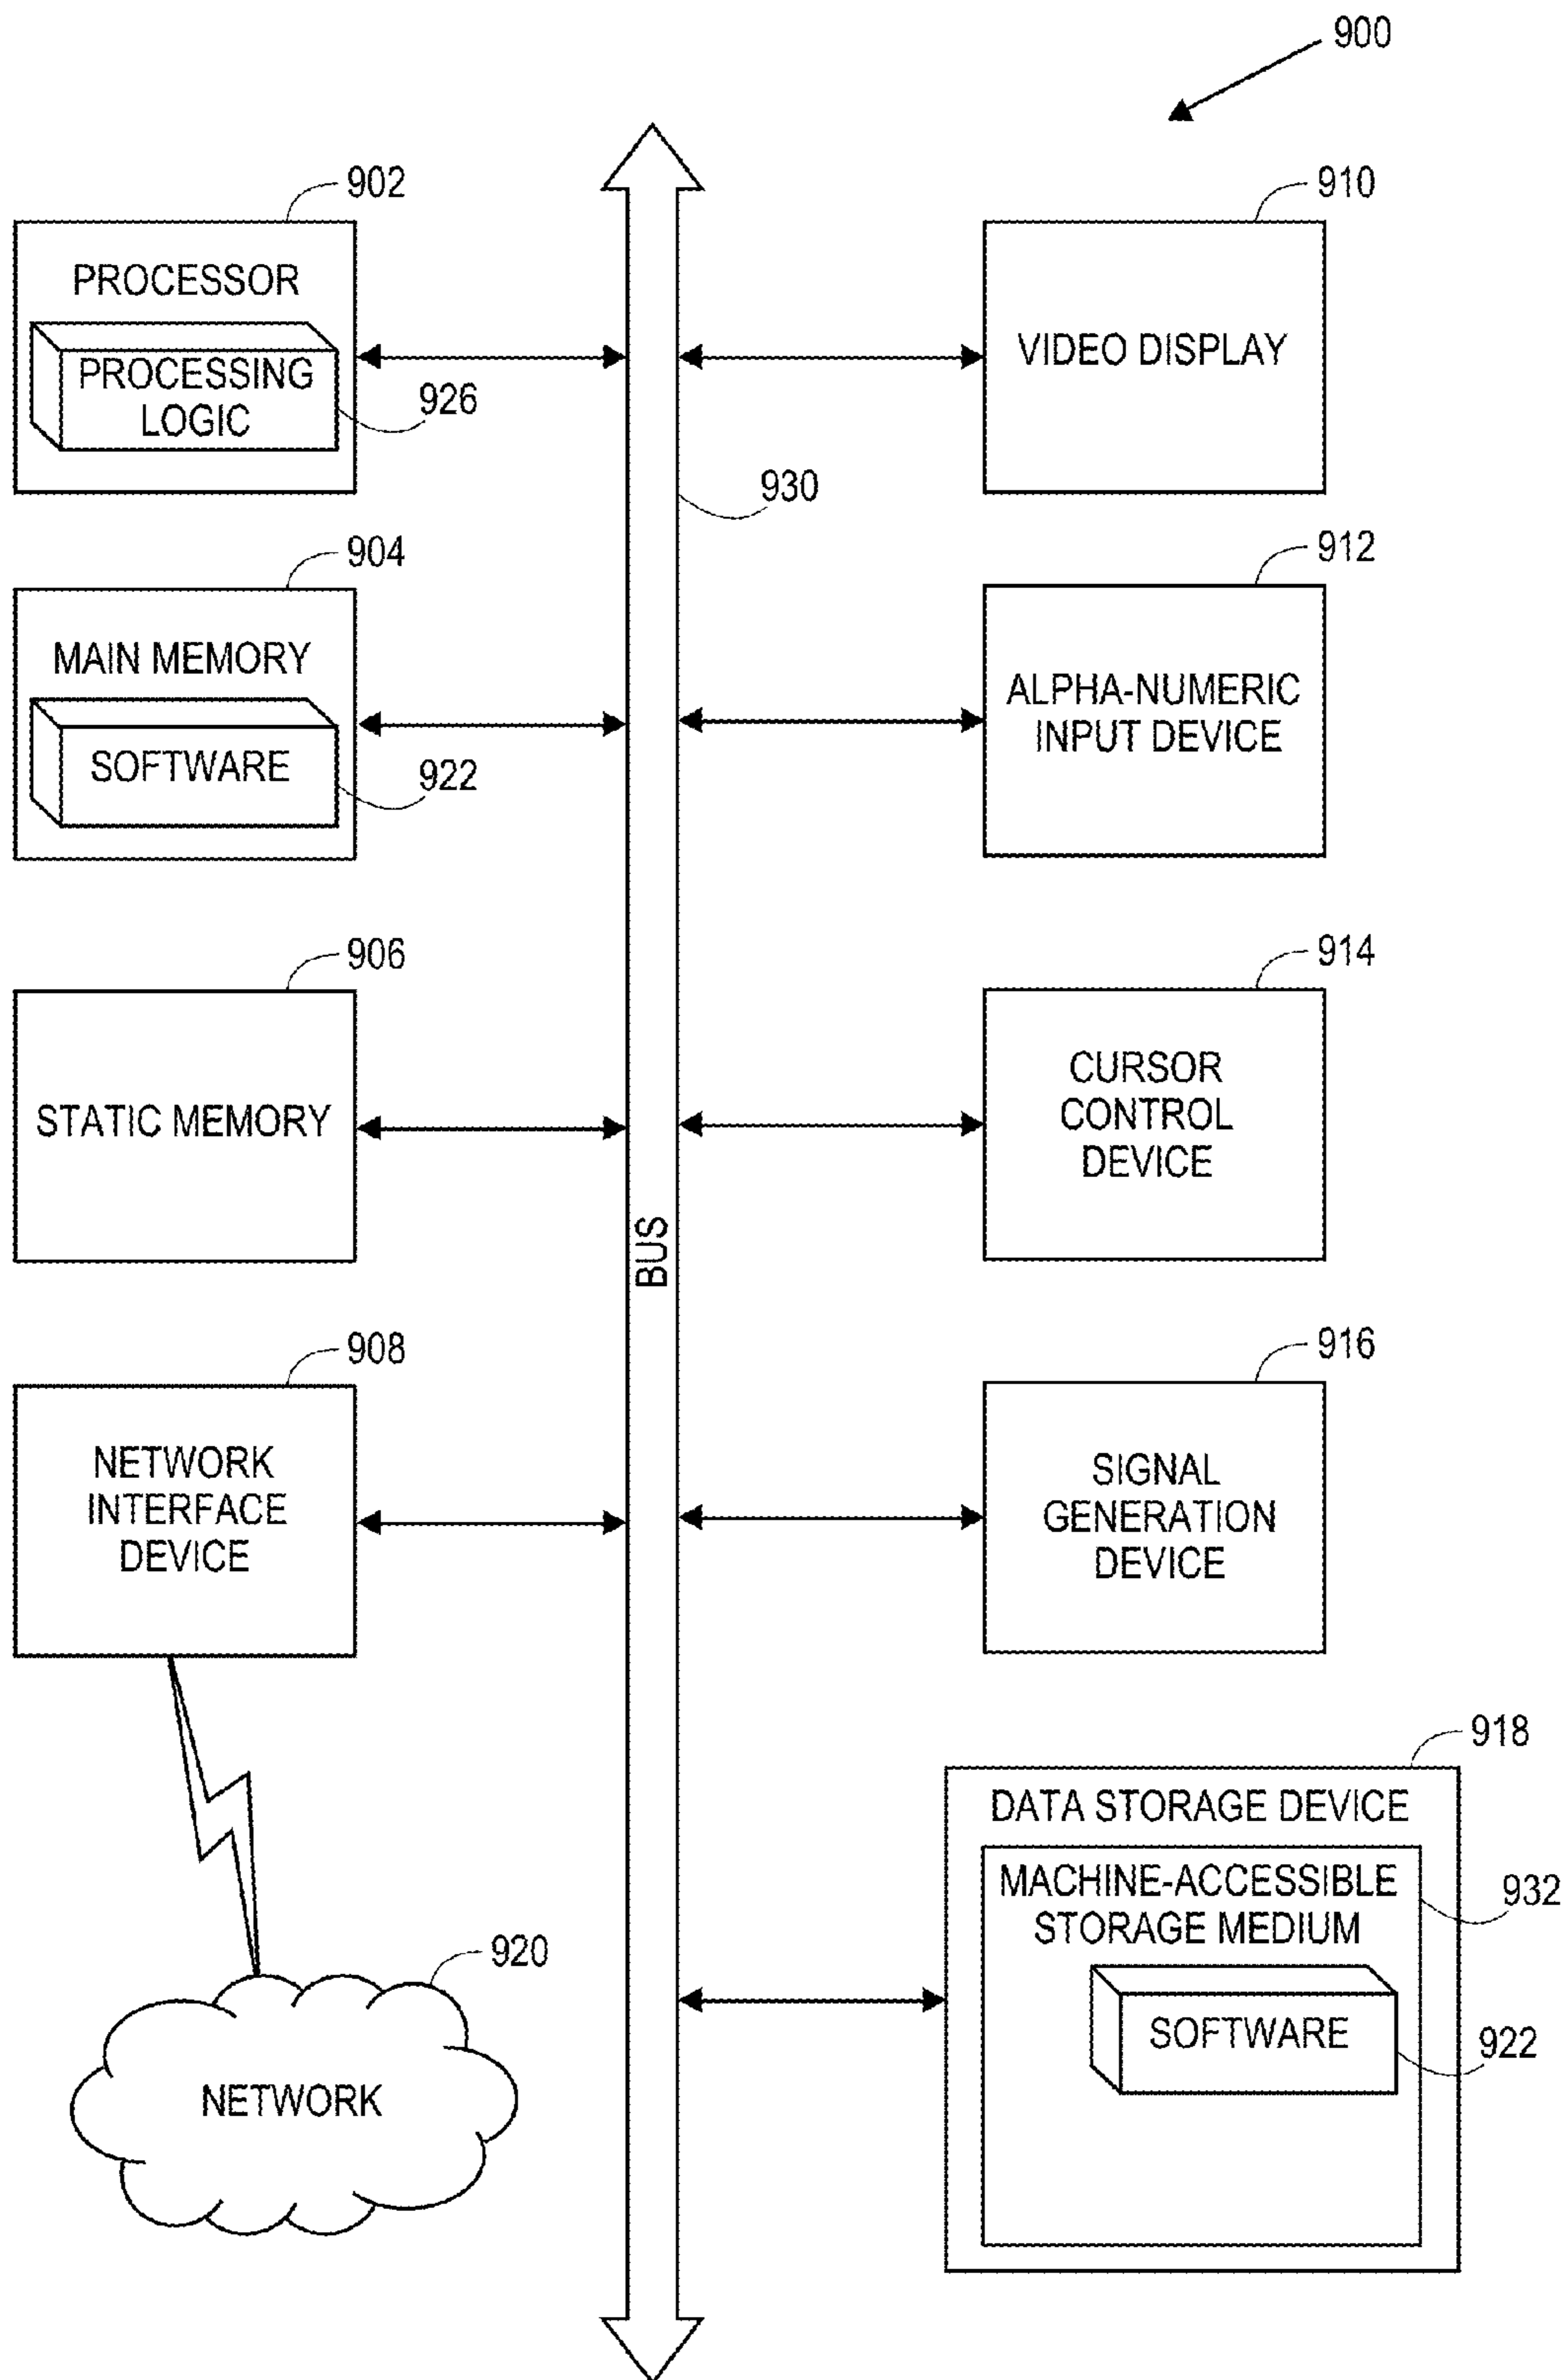 900
902
PROCESSOR
PROCESSING
LOGIC
926
904
MAIN MEMORY
SOFTWARE
922
906
STATIC MEMORY
908
NETWORK
INTERFACE
DEVICE
920
NETWORK
930
BUS
910
VIDEO DISPLAY
912
ALPHA-NUMERIC
INPUT DEVICE
914
CURSOR
CONTROL
DEVICE
916
SIGNAL
GENERATION
DEVICE
918
DATA STORAGE DEVICE
MACHINE-ACCESSIBLE
STORAGE MEDIUM
932
SOFTWARE
922